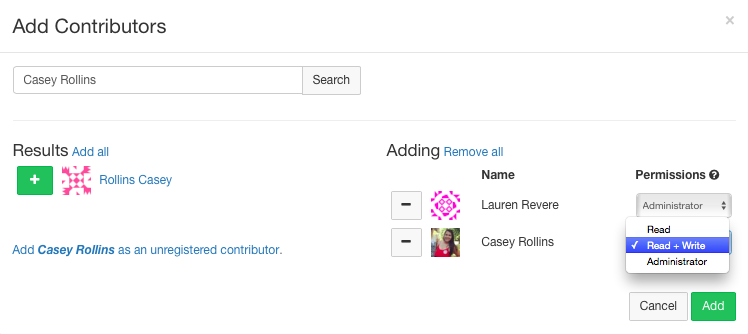 Add Contributors
×
Casey Rollins
Search
Results Add all
+
Rollins Casey
Add Casey Rollins as an unregistered contributor.
Adding Remove all
Name Permissions ?
− Lauren Revere Administrator
− Casey Rollins
Read
✓ Read + Write
Administrator
Cancel Add